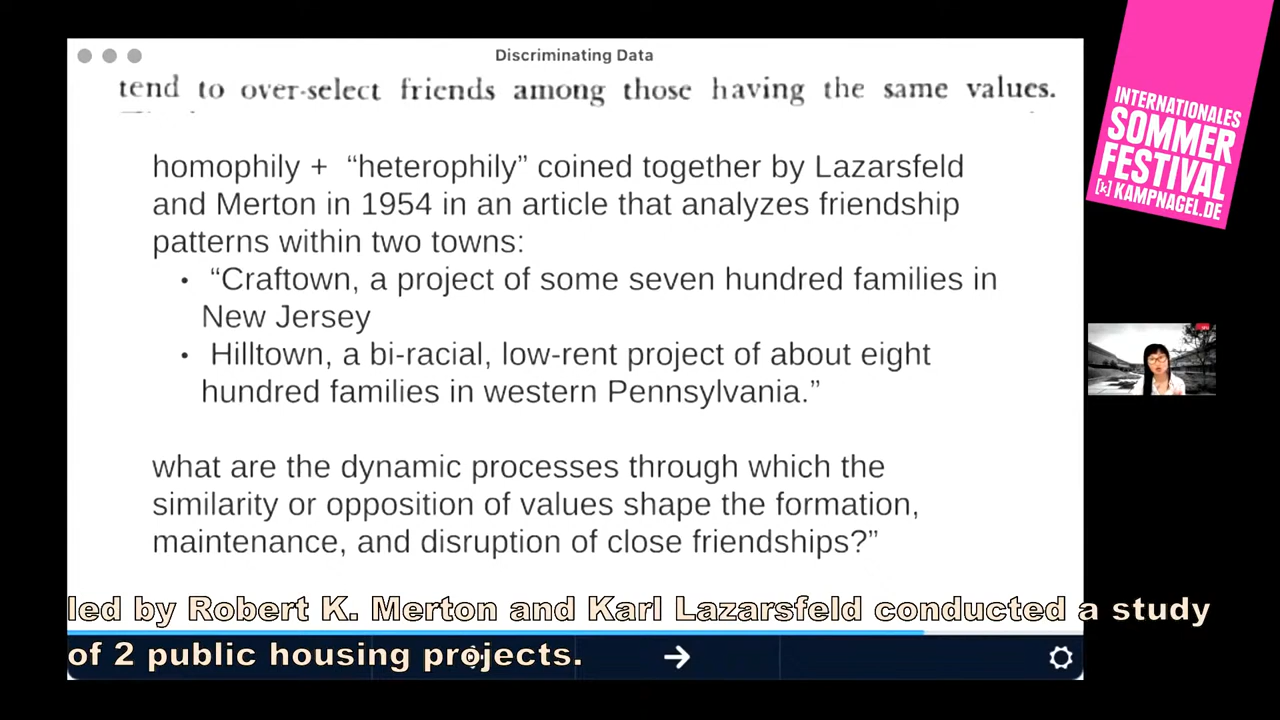 Discriminating Data
tend to over-select friends among those having the same values.
homophily + “heterophily” coined together by Lazarsfeld
and Merton in 1954 in an article that analyzes friendship
patterns within two towns:
• “Craftown, a project of some seven hundred families in
New Jersey
• Hilltown, a bi-racial, low-rent project of about eight
hundred families in western Pennsylvania.”
what are the dynamic processes through which the
similarity or opposition of values shape the formation,
maintenance, and disruption of close friendships?”
led by Robert K. Merton and Karl Lazarsfeld conducted a study
of 2 public housing projects.
INTERNATIONALES
SOMMER
FESTIVAL
[k] KAMPNAGEL.DE